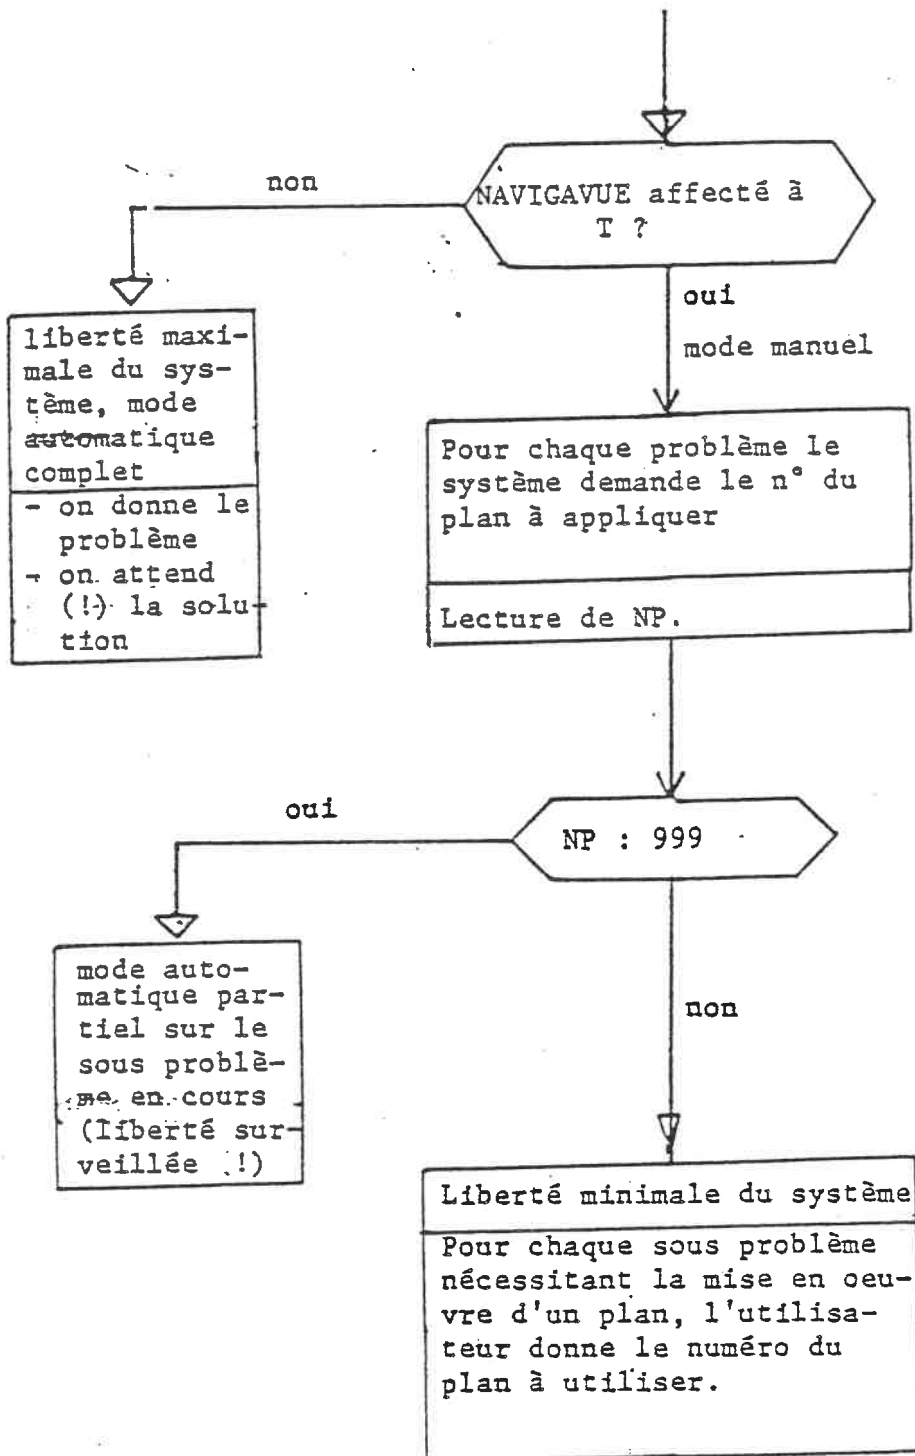 non
NAVIGAVUE affecté à
T ?
oui
mode manuel
liberté maxi-
male du sys-
tème, mode
automatique
complet
- on donne le
problème
- on attend
(!) la solu-
tion
Pour chaque problème le
système demande le n° du
plan à appliquer
Lecture de NP.
oui
NP : 999
mode auto-
matique par-
tiel sur le
sous problè-
me en cours
(liberté sur-
veillée !)
non
Liberté minimale du système
Pour chaque sous problème
nécessitant la mise en oeu-
vre d'un plan, l'utilisa-
teur donne le numéro du
plan à utiliser.